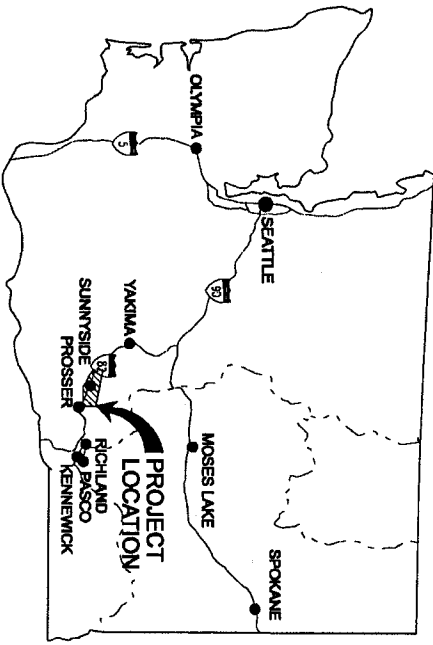 SEATTLE
OLYMPIA
5
90
SPOKANE
MOSES LAKE
YAKIMA
82
SUNNYSIDE
PROSSER
RICHLAND
PASCO
KENNEWICK
PROJECT
LOCATION